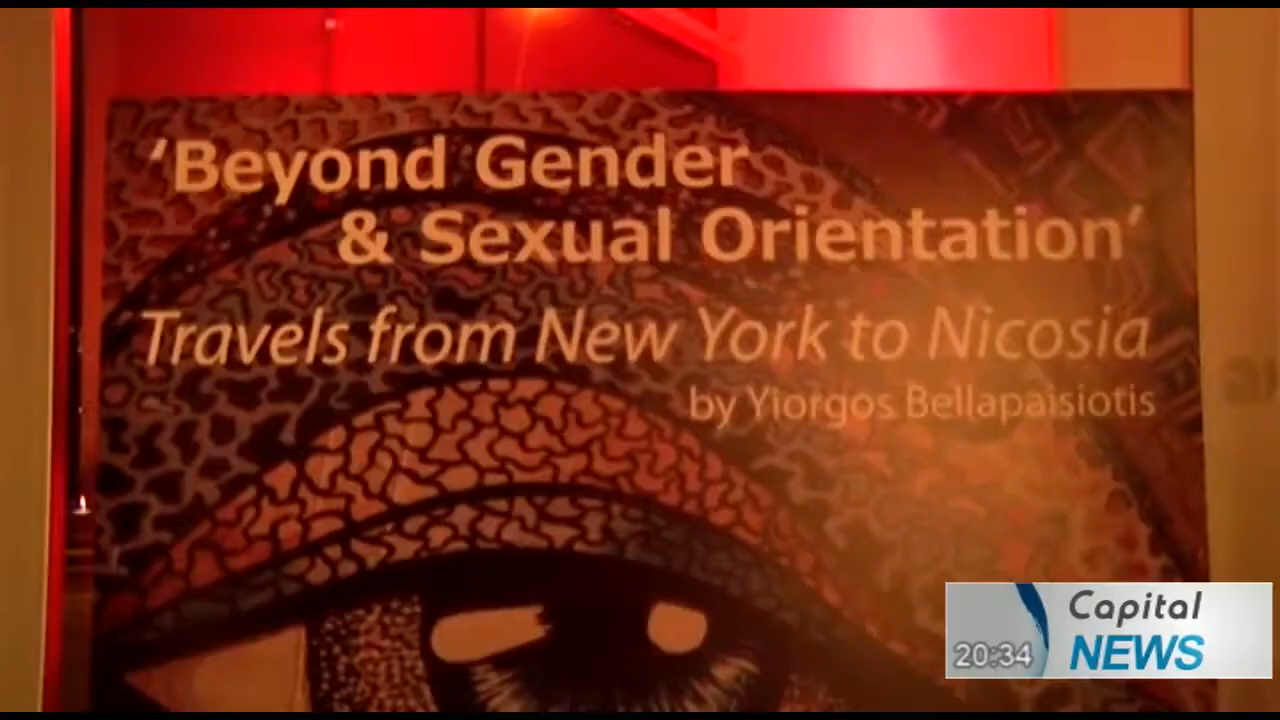 'Beyond Gender
& Sexual Orientation'
Travels from New York to Nicosia
by Yiorgos Bellapaisiotis
Capital
20:34 NEWS